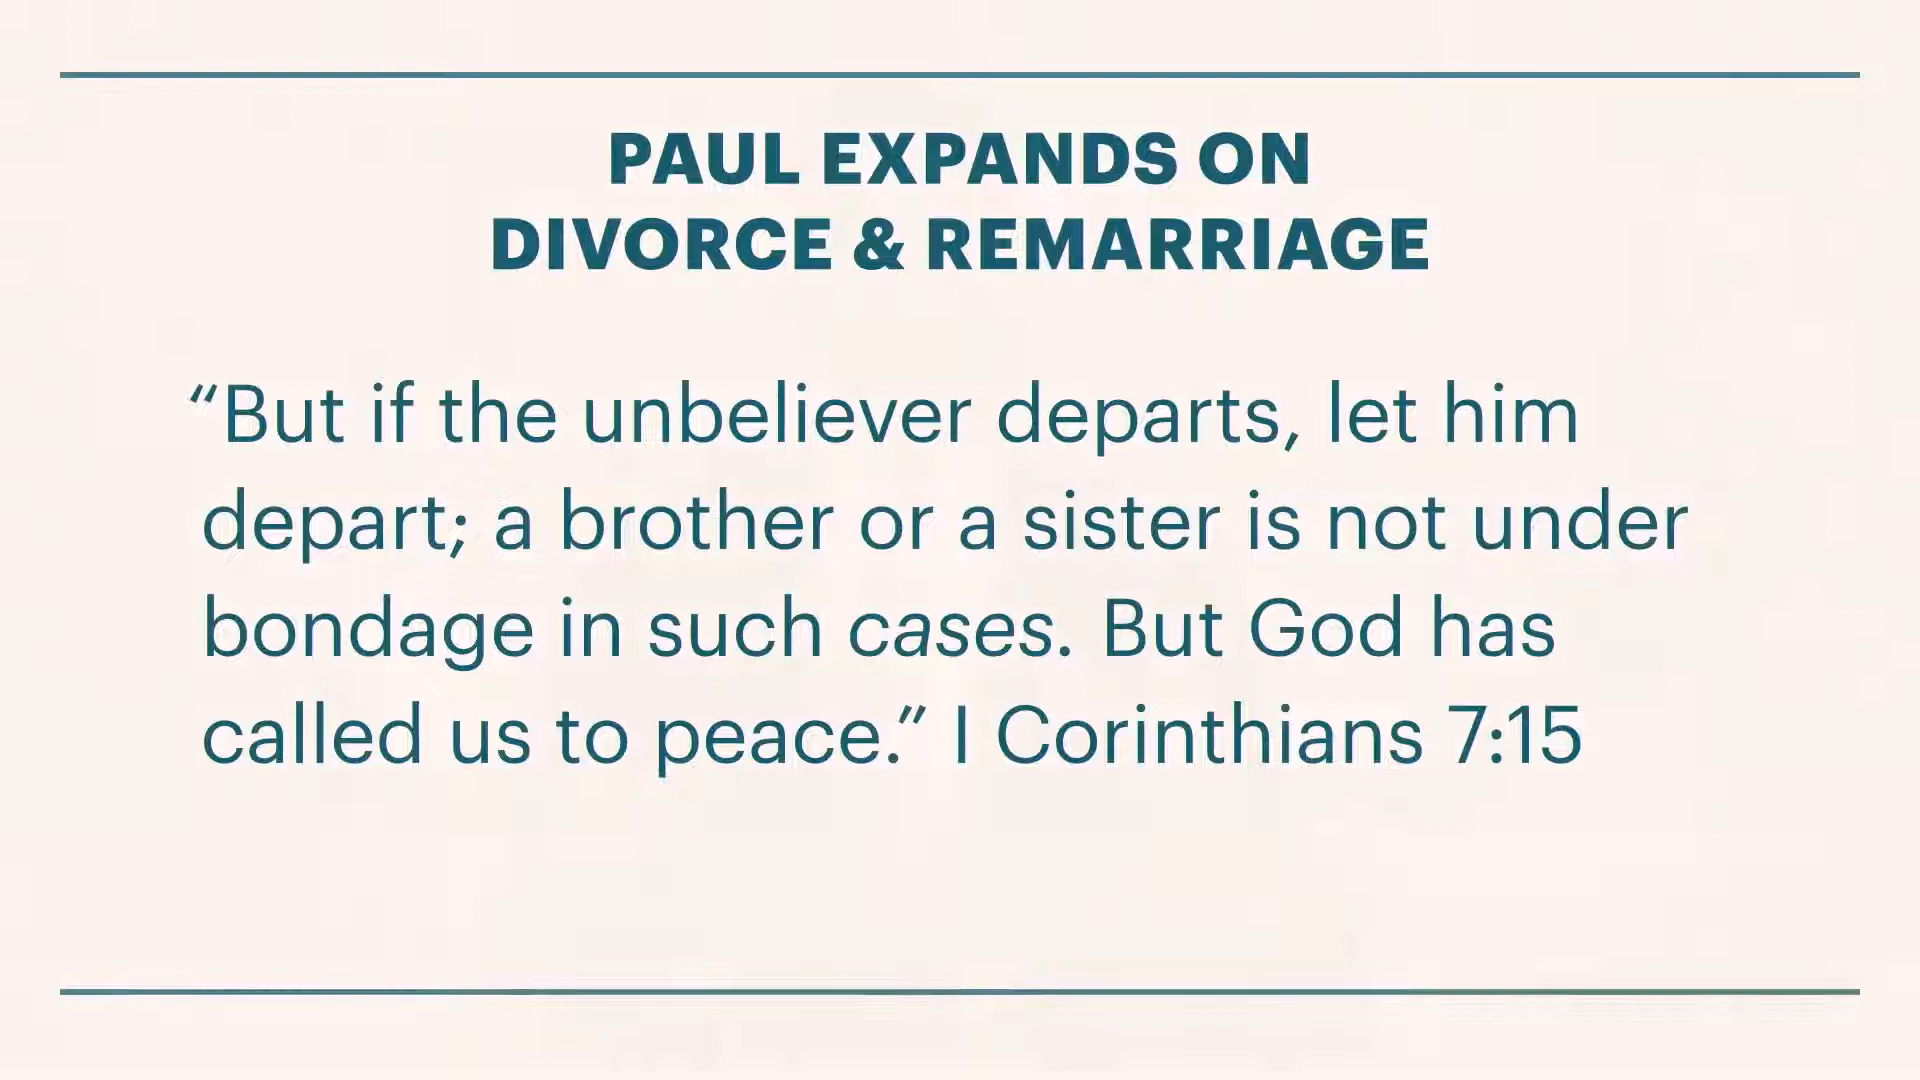 PAUL EXPANDS ON
DIVORCE & REMARRIAGE
“But if the unbeliever departs, let him
depart; a brother or a sister is not under
bondage in such cases. But God has
called us to peace.” I Corinthians 7:15